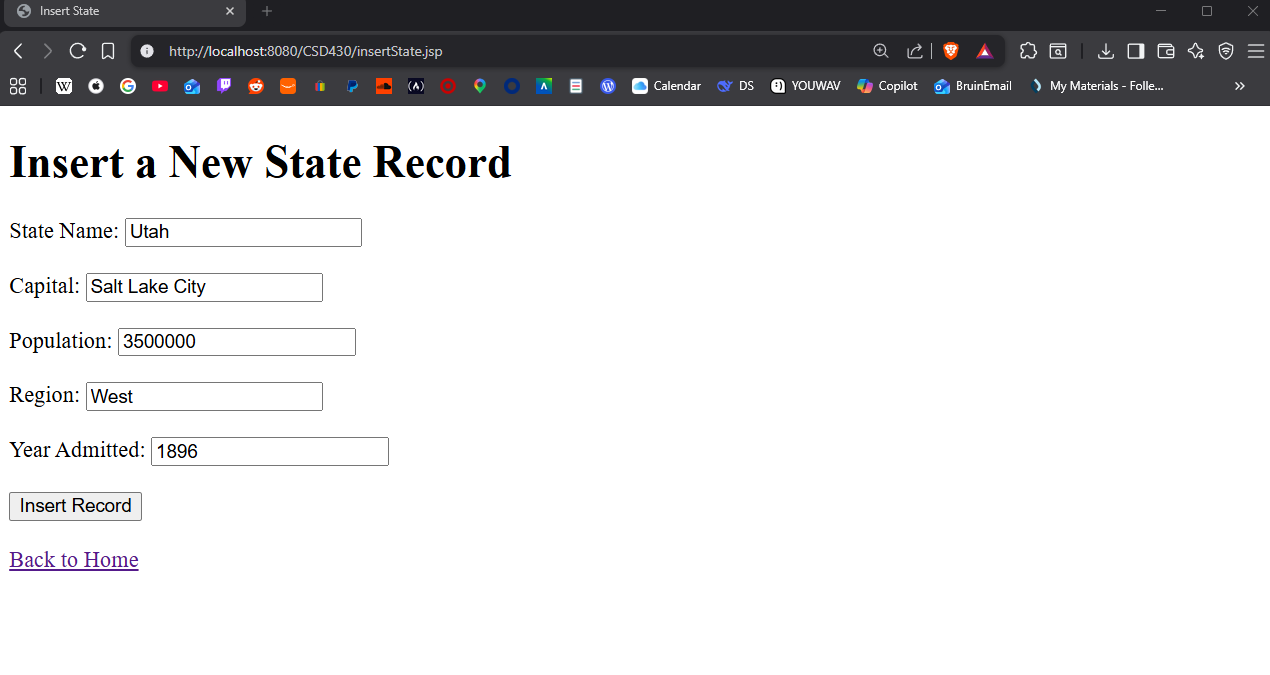 Insert State
http://localhost:8080/CSD430/insertState.jsp
W Calendar DS YOUWAV Copilot BruinEmail My Materials - Folle...
Insert a New State Record
State Name: Utah
Capital: Salt Lake City
Population: 3500000
Region: West
Year Admitted: 1896
Insert Record
Back to Home